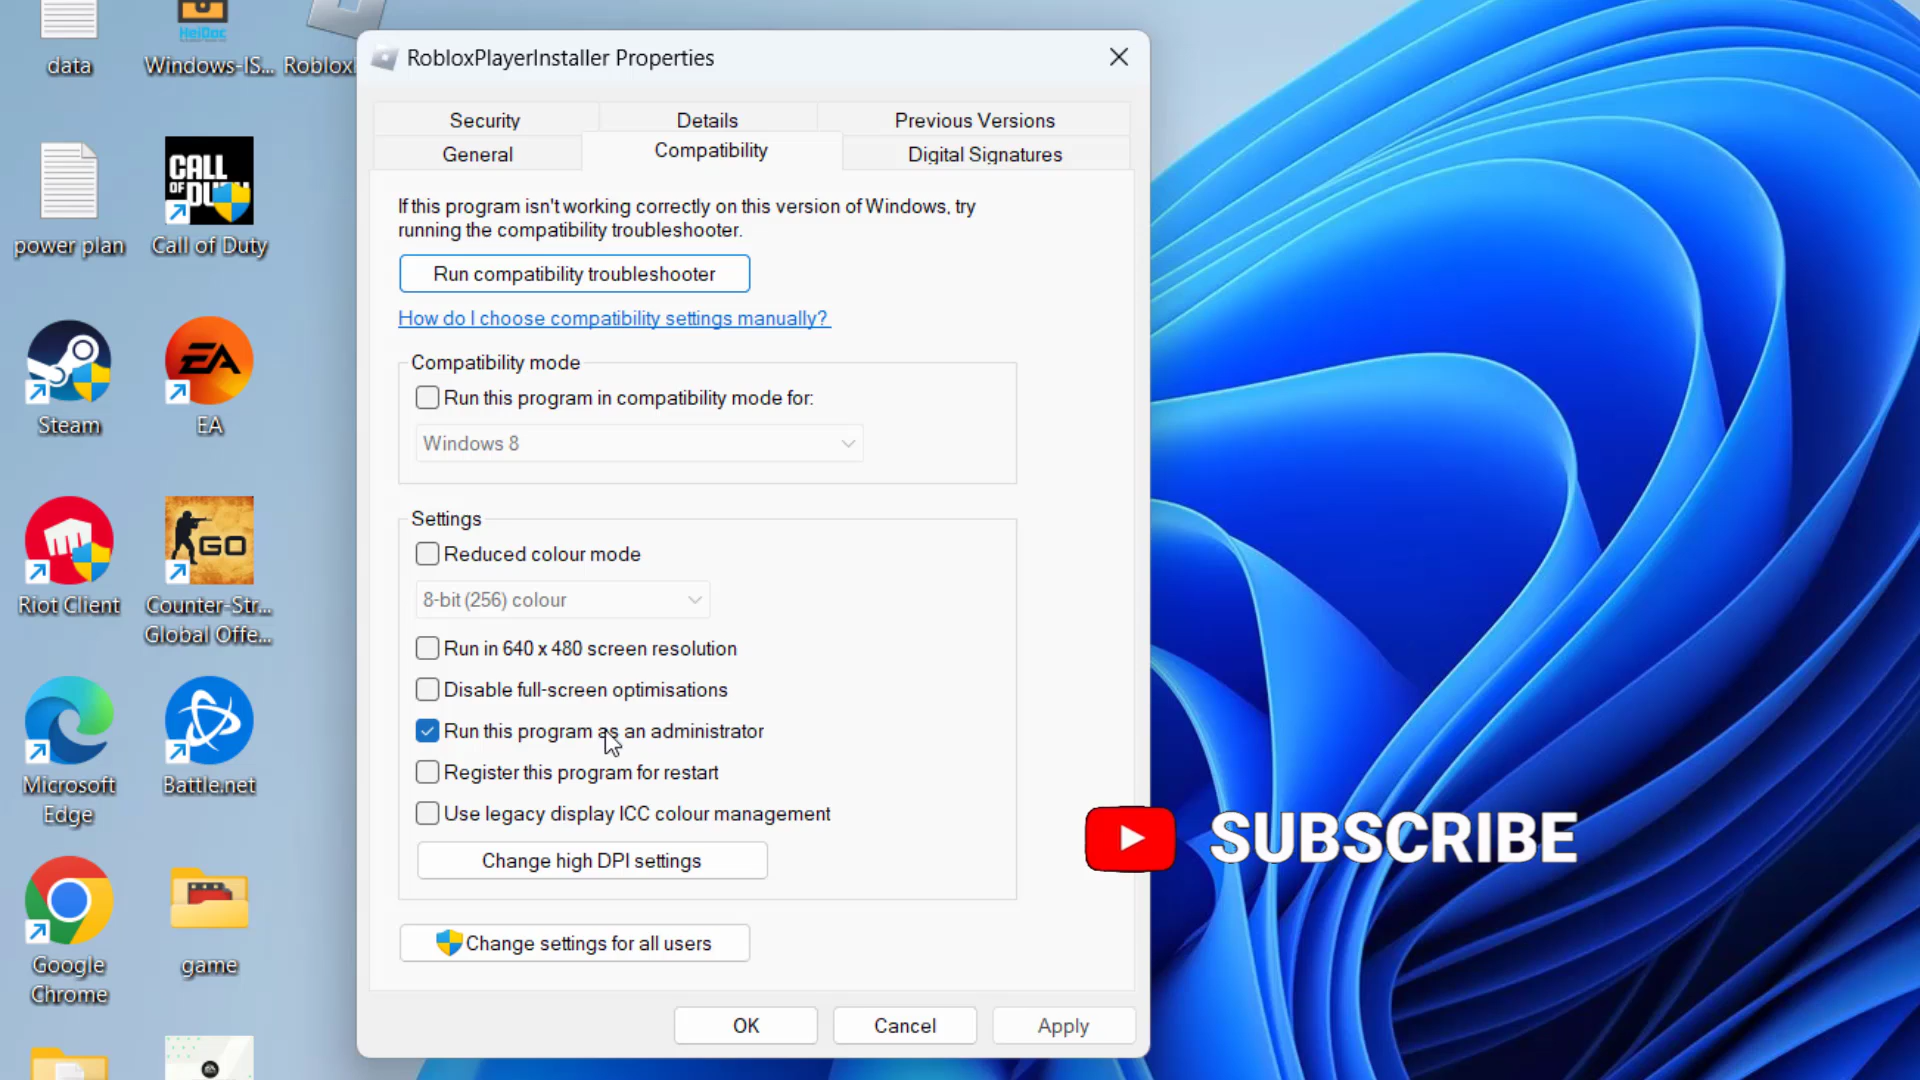 HeiDoc
data
Windows-IS...
Roblox
power plan
CALL OF DUTY
Call of Duty
Steam
EA
EA
Riot Client
GO
Counter-Str...
Global Offe...
Microsoft
Edge
Battle.net
Google
Chrome
game
RobloxPlayerInstaller Properties
Security
Details
Previous Versions
General
Compatibility
Digital Signatures
If this program isn't working correctly on this version of Windows, try
running the compatibility troubleshooter.
Run compatibility troubleshooter
How do I choose compatibility settings manually?
Compatibility mode
Run this program in compatibility mode for:
Windows 8
Settings
Reduced colour mode
8-bit (256) colour
Run in 640 x 480 screen resolution
Disable full-screen optimisations
Run this program as an administrator
Register this program for restart
Use legacy display ICC colour management
Change high DPI settings
Change settings for all users
OK
Cancel
Apply
SUBSCRIBE